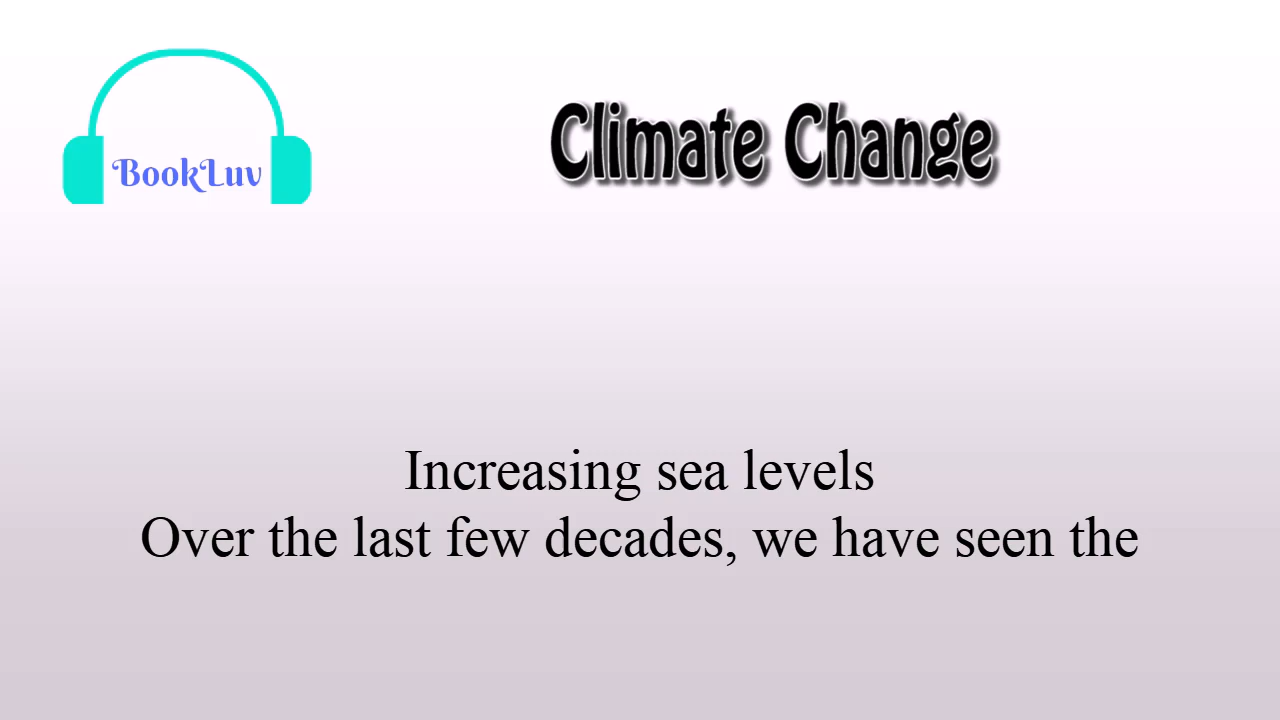 BookLuv
Climate Change
Increasing sea levels
Over the last few decades, we have seen the